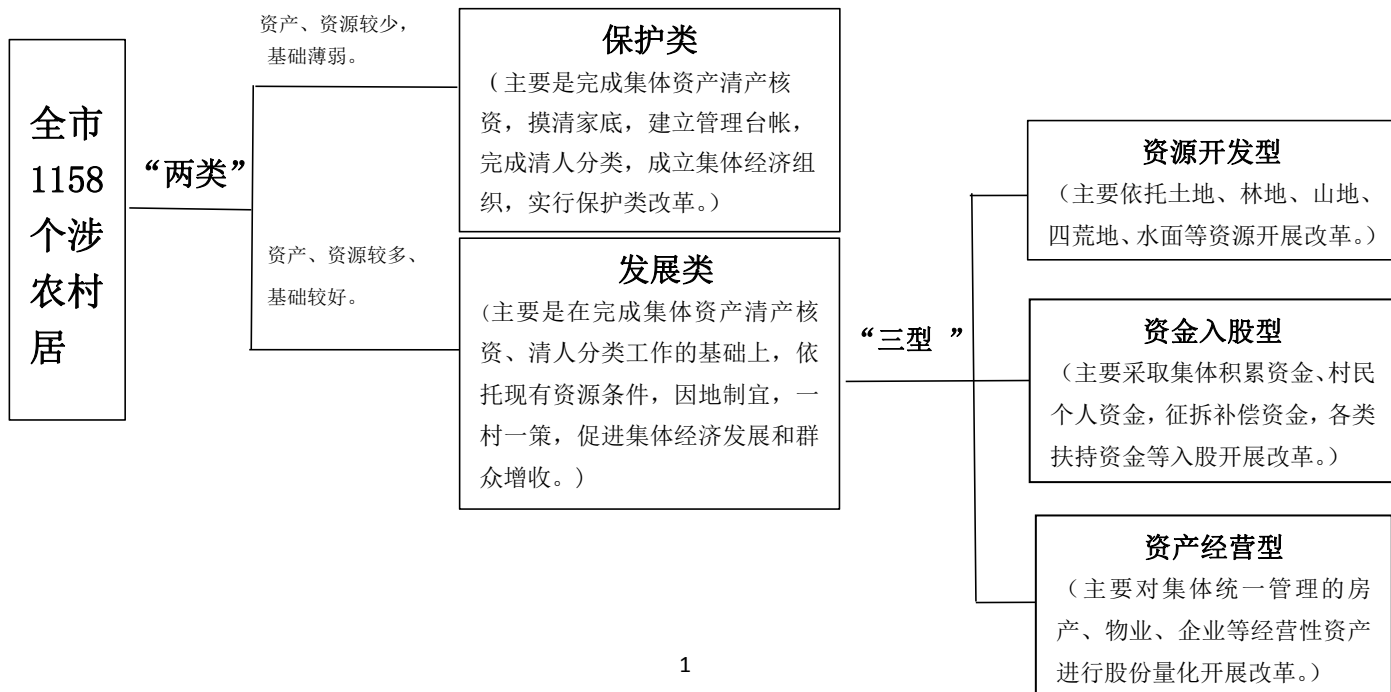 全市
1158
个涉
农村
居
“两类”
资产、资源较少，
基础薄弱。
保护类
（主要是完成集体资产清产核
资，摸清家底，建立管理台帐，
完成清人分类，成立集体经济组
织，实行保护类改革。）
资产、资源较多、
基础较好。
发展类
(主要是在完成集体资产清产核
资、清人分类工作的基础上，依
托现有资源条件，因地制宜，一
村一策，促进集体经济发展和群
众增收。)
“三型 ”
资源开发型
（主要依托土地、林地、山地、
四荒地、水面等资源开展改革。）
资金入股型
（主要采取集体积累资金、村民
个人资金，征拆补偿资金，各类
扶持资金等入股开展改革。）
资产经营型
（主要对集体统一管理的房
产、物业、企业等经营性资产
进行股份量化开展改革。）
1